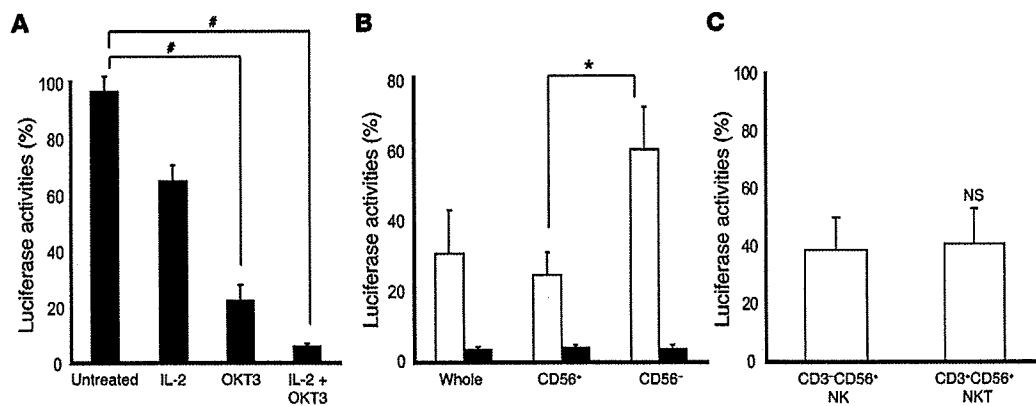 A
Luciferase activities (%)
100
80
60
40
20
0
#
#
Untreated
IL-2
OKT3
IL-2 +
OKT3
B
Luciferase activities (%)
80
60
40
20
0
*
Whole
CD56⁺
CD56⁻
C
Luciferase activities (%)
100
80
60
40
20
0
NS
CD3⁻CD56⁺
NK
CD3⁺CD56⁺
NKT